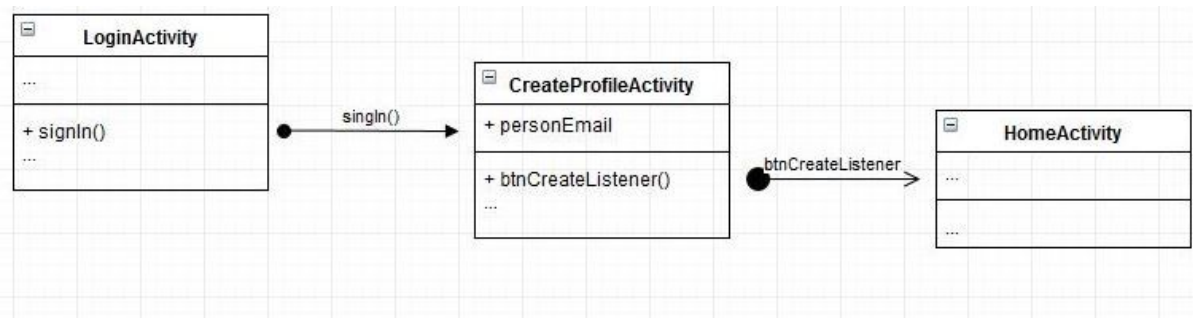 LoginActivity
...
+ signIn()
...
singIn()
CreateProfileActivity
+ personEmail
+ btnCreateListener()
...
btnCreateListener
HomeActivity
...
...